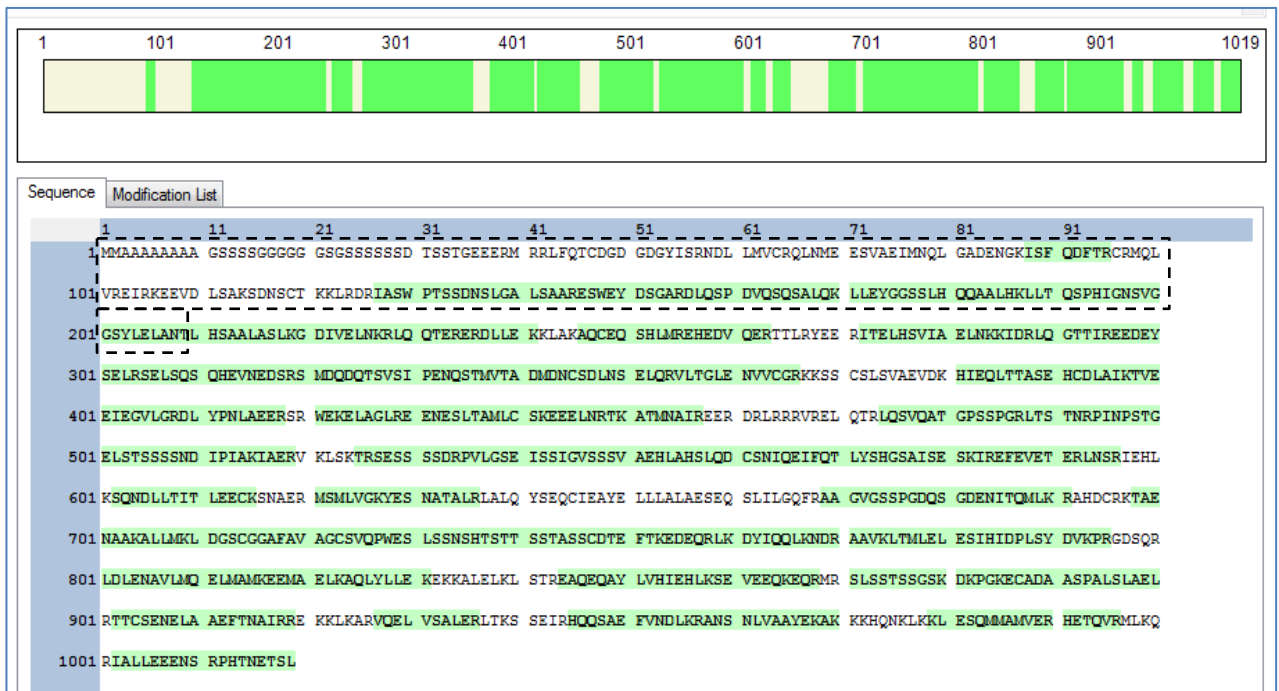 1 101 201 301 401 501 601 701 801 901 1019
Sequence Modification List
1 11 21 31 41 51 61 71 81 91
1 MMAAAAAAAA GSSSSGGGGG GSGSSSSSSD TSSTGEEERM RRLFQTCDGD GDGYISRNDL LMVCRQLNME ESVAEIMNQL GADENGKISF QDFTRCRMQL
101 VREIRKEEVD LSAKSDNSCT KKLRDRIASW PTSSDNSLGA LSAARESWEY DSGARDLQSP DVQSQSALQK LLEYGGSSLH QQAALHKLLT QSPHIGNSVG
201 GSYLELANTL HSAALASLKG DIVELNKRLQ QTERERDLLE KKLAKAQCEQ SHLMREHEDV QERTTLRYEE RITELHSVIA ELNKKIDRLQ GTTIREEDEY
301 SELRSELSQS QHEVNEDSRS MDQDQTSVSI PENQSTMVTA DMDNCSDLNS ELQRVLTGLE NVVCGRKKSS CSLSVAEVDK HIEQLTTASE HCDLAIKTVE
401 EIEGVLGRDL YPNLAEERSR WEKELAGLRE ENESLTAMLC SKEEELNRTK ATMNAIREER DRLRRRVREL QTRLQSVQAT GPSSPGRLTS TNRPINPSTG
501 ELSTSSSSND IPIAKIAERV KLSKTRSESS SSDRPVLGSE ISSIGVSSSV AEHLAHSLQD CSNIQEIFQT LYSHGSAISE SKIREFEVET ERLNSRIEHL
601 KSQNDLLTIT LEECKSNAER MSMLVGKYES NATALRLALQ YSEQCIEAYE LLLALAESEQ SLILGQFRAA GVGSSPGDQS GDENITQMLK RAHDCRKTAE
701 NAAKALLMKL DGSCGGAFAV AGCSVQPWES LSSNSHTSTT SSTASSCDTE FTKEDEQRLK DYIQQLKNDR AAVKLTMLEL ESIHIDPLSY DVKPRGDSQR
801 LDLENAVLMQ ELMAMKEEMA ELKAQLYLLE KEKKALELKL STREAQEQAY LVHIEHLKSE VEEQKEQRMR SLSSTSSGSK DKPGKECADA ASPALSLAEL
901 RTTCSENELA AEFTNAIRRE KKLKARVQEL VSALERLTKS SEIRHQQSAE FVNDLKRANS NLVAAYEKAK KKHQNKLKKL ESQMMAMVER HETQVRMLKQ
1001 RIALLEEENS RPHTNETSL